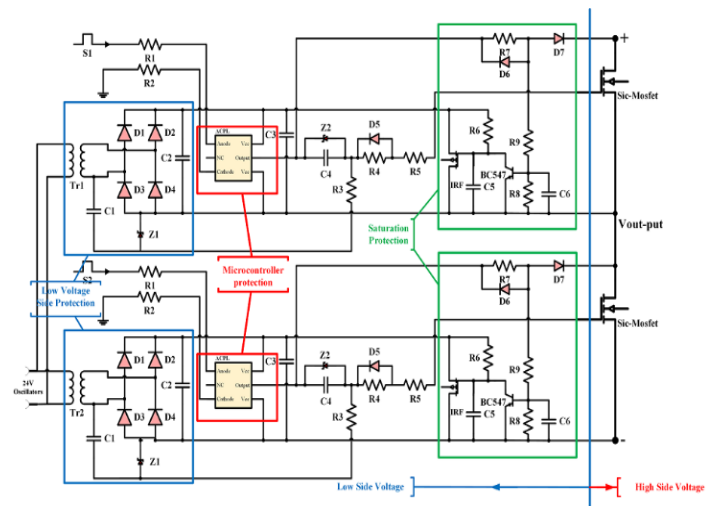 S1
R1
R2
R7
D6
D7
+
Sic-Mosfet
D1
D2
C2
Tr1
D3
D4
C1
Z1
ACPL
Anode
Vcc
NC
Output
Cathode
Vee
C3
Z2
C4
D5
R4
R5
R3
R6
R9
IRF
C5
BC547
R8
C6
Saturation
Protection
Vout-put
Low Voltage
Side Protection
Microcontroller
protection
S2
R1
R2
R7
D6
D7
Sic-Mosfet
24V
Oscillators
D1
D2
C2
Tr2
D3
D4
C1
Z1
ACPL
Anode
Vcc
NC
Output
Cathode
Vee
C3
Z2
C4
D5
R4
R5
R3
R6
R9
IRF
C5
BC547
R8
C6
-
Low Side Voltage
High Side Voltage